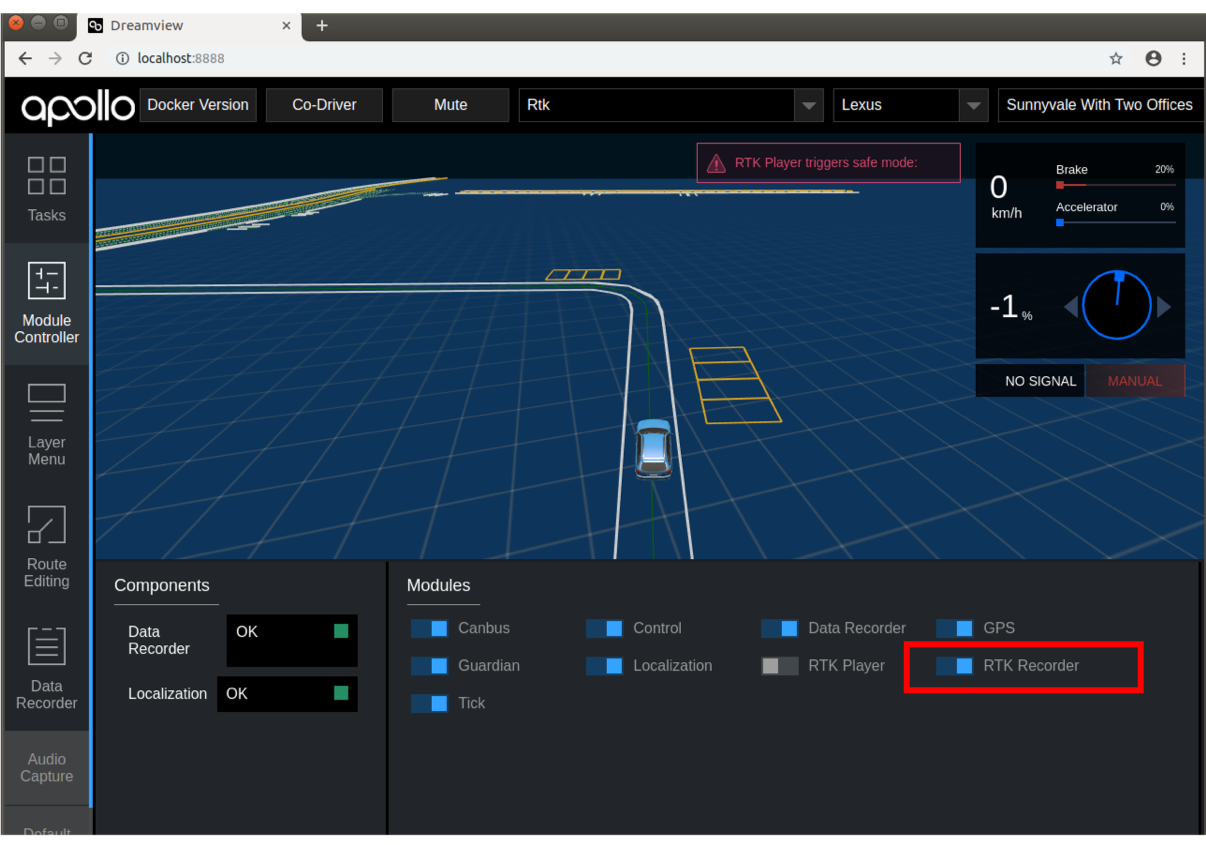 Dreamview
localhost:8888
apollo
Docker Version
Co-Driver
Mute
Rtk
Lexus
Sunnyvale With Two Offices
Tasks
Module
Controller
Layer
Menu
Route
Editing
Data
Recorder
Audio
Capture
Default
RTK Player triggers safe mode:
0
km/h
Brake 20%
Accelerator 0%
-1 %
NO SIGNAL
MANUAL
Components
Data
Recorder
OK
Localization
OK
Modules
Canbus
Control
Data Recorder
GPS
Guardian
Localization
RTK Player
RTK Recorder
Tick